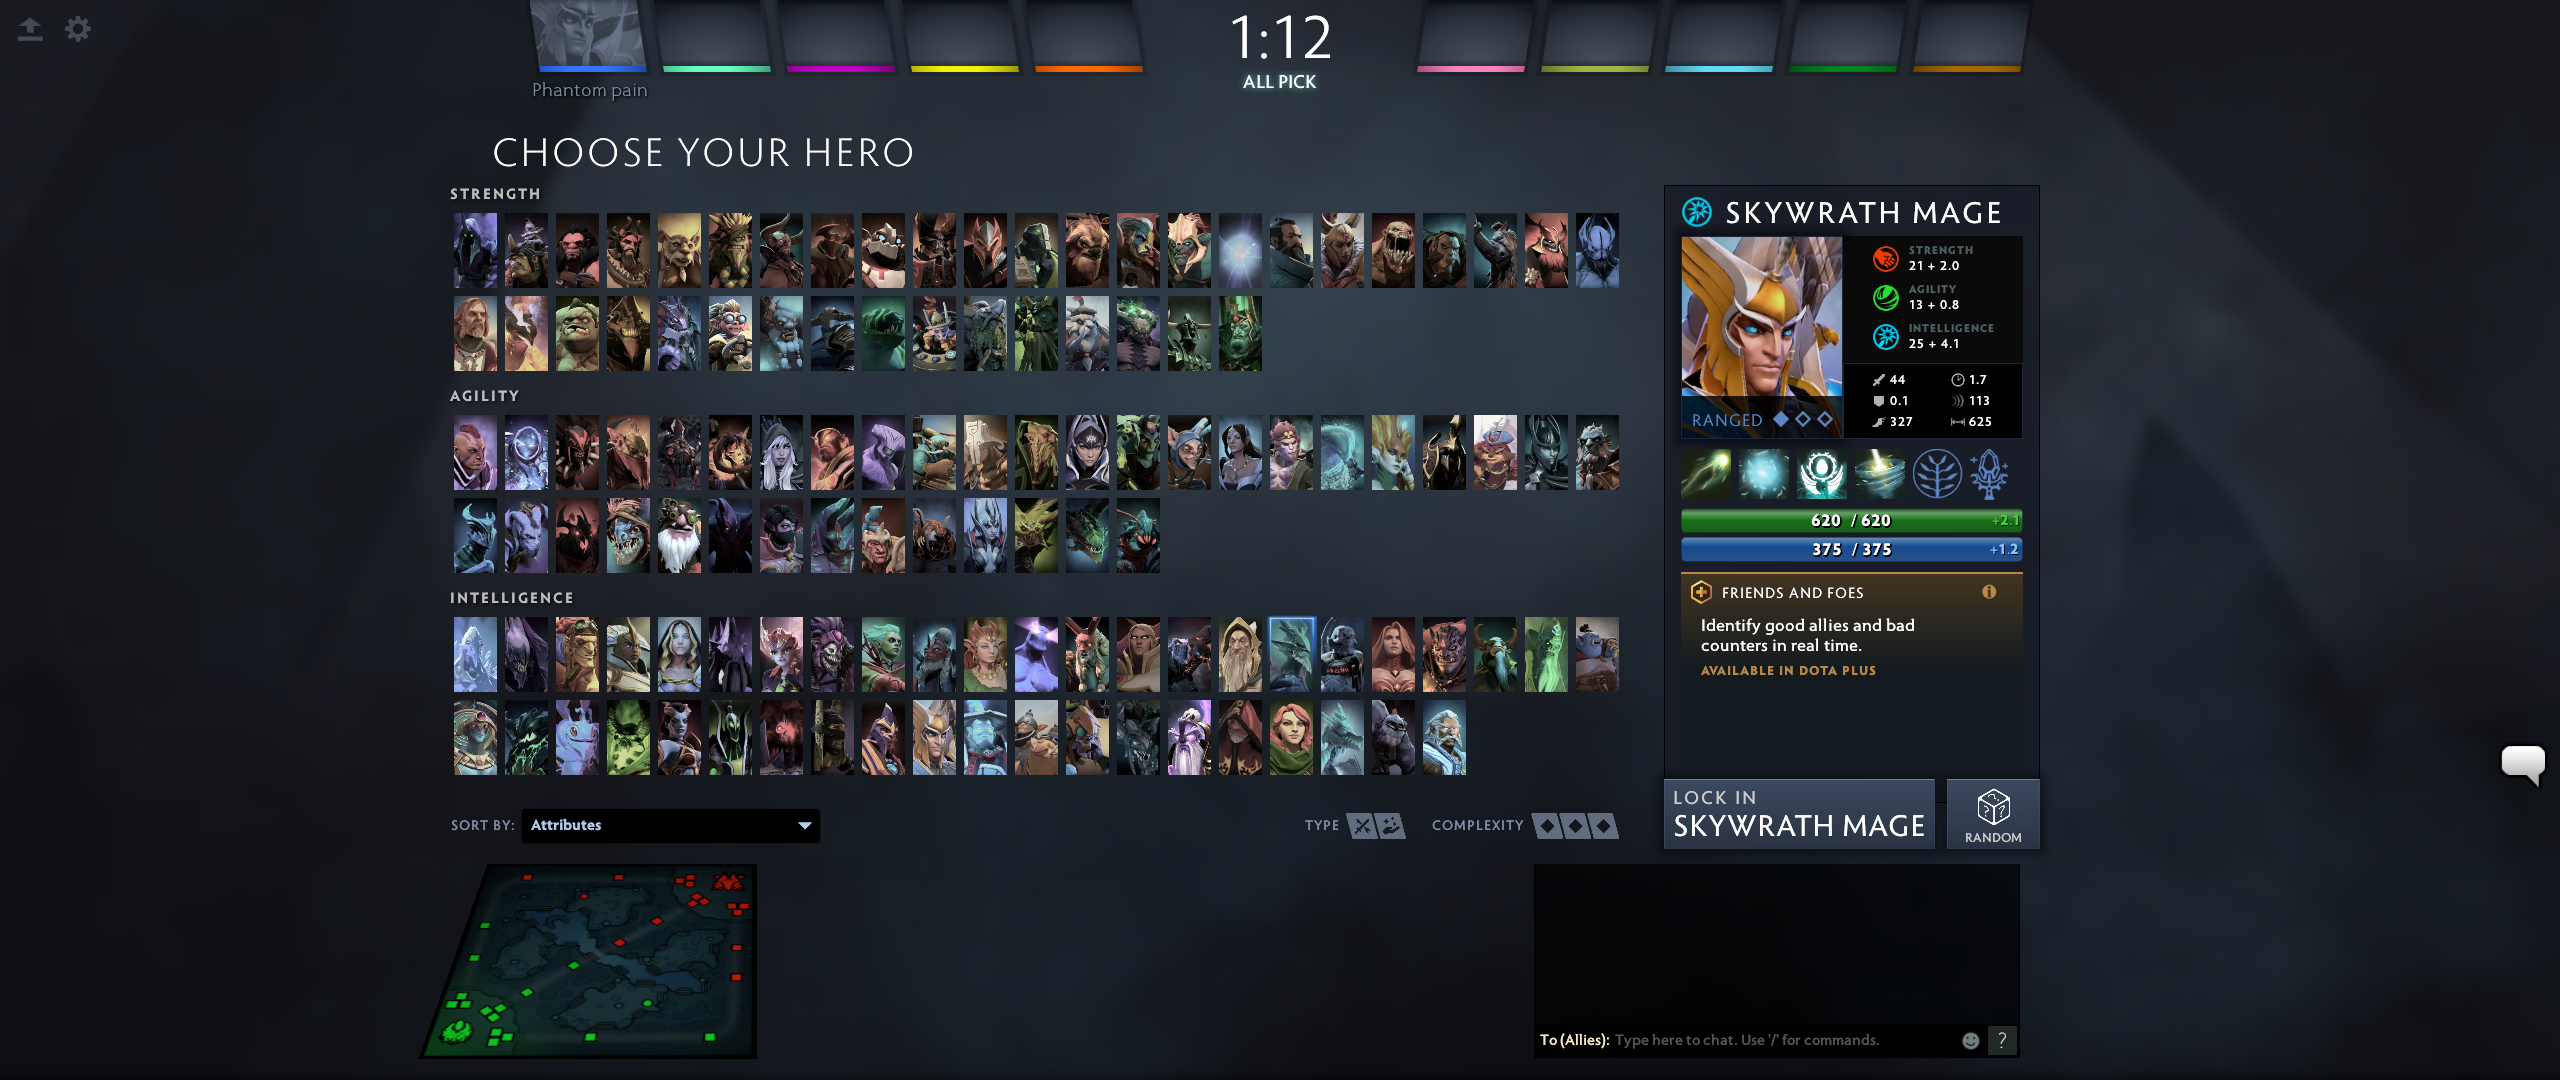 1:12
ALL PICK
Phantom pain
CHOOSE YOUR HERO
STRENGTH
AGILITY
INTELLIGENCE
SORT BY: Attributes
TYPE
COMPLEXITY
SKYWRATH MAGE
STRENGTH
21 + 2.0
AGILITY
13 + 0.8
INTELLIGENCE
25 + 4.1
RANGED
44 1.7
0.1 113
327 625
620 / 620 +2.1
375 / 375 +1.2
FRIENDS AND FOES
Identify good allies and bad
counters in real time.
AVAILABLE IN DOTA PLUS
LOCK IN
SKYWRATH MAGE
RANDOM
To (Allies): Type here to chat. Use '/' for commands. ?